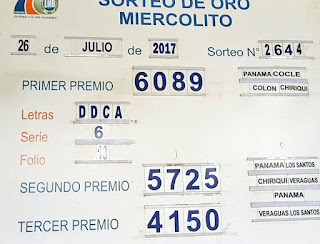 LNB
SORTEO DE ORO
MIERCOLITO
26 de JULIO de 2017 Sorteo N° 2644
PRIMER PREMIO 6089 PANAMA COCLE
COLON CHIRIQUI
Letras DDCA
Serie 6
Folio
SEGUNDO PREMIO 5725 PANAMA LOS SANTOS
CHIRIQUI VERAGUAS
TERCER PREMIO 4150 PANAMA
VERAGUAS LOS SANTOS